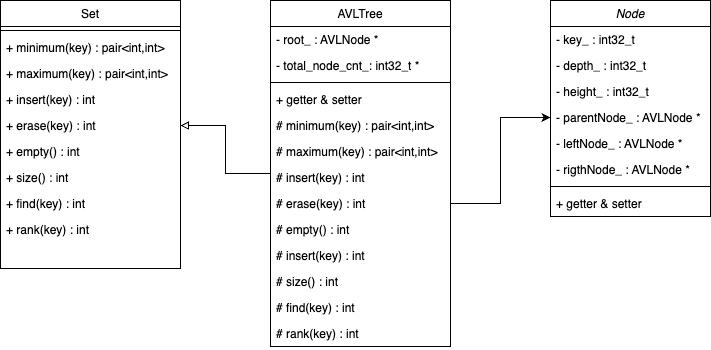 Set
+ minimum(key) : pair<int,int>
+ maximum(key) : pair<int,int>
+ insert(key) : int
+ erase(key) : int
+ empty() : int
+ size() : int
+ find(key) : int
+ rank(key) : int
AVLTree
- root_ : AVLNode *
- total_node_cnt_: int32_t *
+ getter & setter
# minimum(key) : pair<int,int>
# maximum(key) : pair<int,int>
# insert(key) : int
# erase(key) : int
# empty() : int
# insert(key) : int
# size() : int
# find(key) : int
# rank(key) : int
Node
- key_ : int32_t
- depth_ : int32_t
- height_ : int32_t
- parentNode_ : AVLNode *
- leftNode_ : AVLNode *
- rigthNode_ : AVLNode *
+ getter & setter